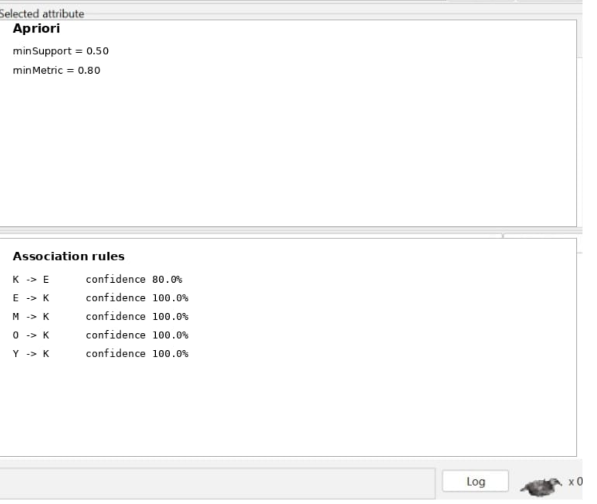 Selected attribute
Apriori
minSupport = 0.50
minMetric = 0.80
Association rules
K -> E confidence 80.0%
E -> K confidence 100.0%
M -> K confidence 100.0%
O -> K confidence 100.0%
Y -> K confidence 100.0%
Log x 0